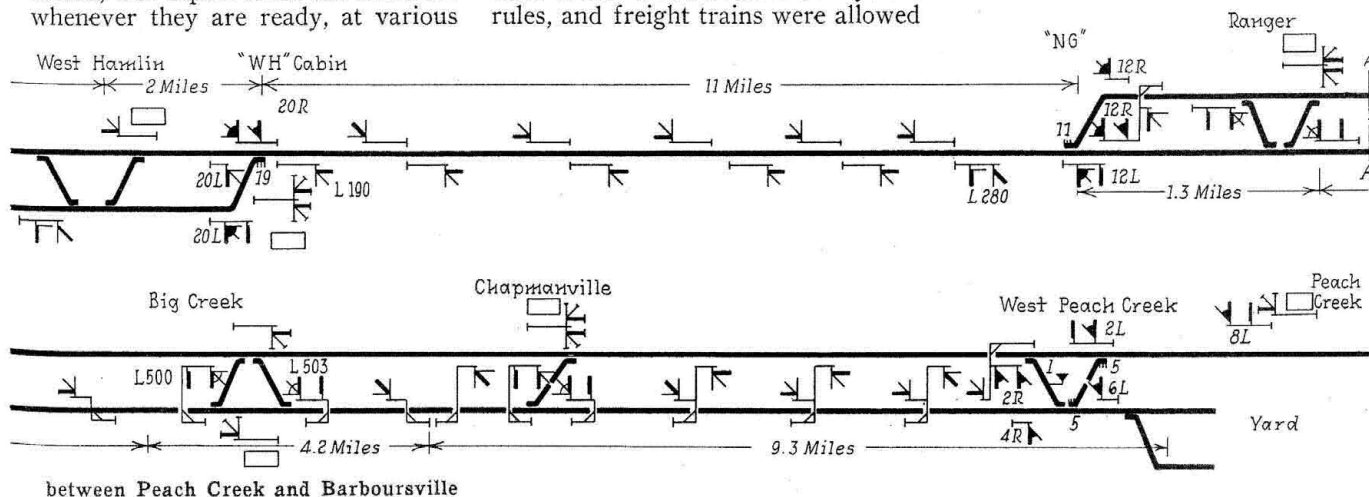 whenever they are ready, at various
rules, and freight trains were allowed
West Hamlin
"WH" Cabin
"NG"
Ranger
2 Miles
11 Miles
20R
12R
12R
11
20L
19
L190
L280
12L
1.3 Miles
20L
Big Creek
Chapmanville
West Peach Creek
Peach
Creek
2L
8L
L500
L503
1
5
2R
6L
4R
5
Yard
4.2 Miles
9.3 Miles
between Peach Creek and Barboursville